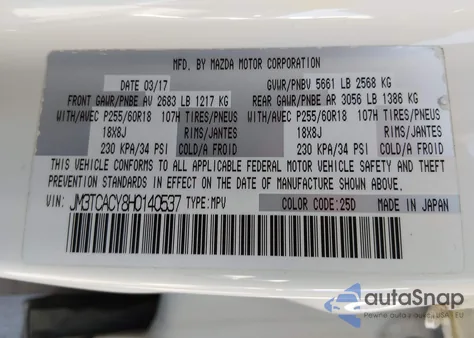 MFD. BY MAZDA MOTOR CORPORATION
DATE 03/17 GVWR/PNBV 5661 LB 2568 KG
FRONT GAWR/PNBE AV 2683 LB 1217 KG REAR GAWR/PNBE AR 3056 LB 1386 KG
WITH/AVEC P255/60R18 107H TIRES/PNEUS WITH/AVEC P255/60R18 107H TIRES/PNEUS
18X8J RIMS/JANTES 18X8J RIMS/JANTES
230 KPA/34 PSI COLD/A FROID 230 KPA/34 PSI COLD/A FROID
THIS VEHICLE CONFORMS TO ALL APPLICABLE FEDERAL MOTOR VEHICLE SAFETY AND THEFT
PREVENTION STANDARDS IN EFFECT ON THE DATE OF MANUFACTURE SHOWN ABOVE.
VIN: JM3TCACY8H0140537 TYPE:MPV COLOR CODE:25D MADE IN JAPAN
autoSnap
Pewne auto z USA i EU